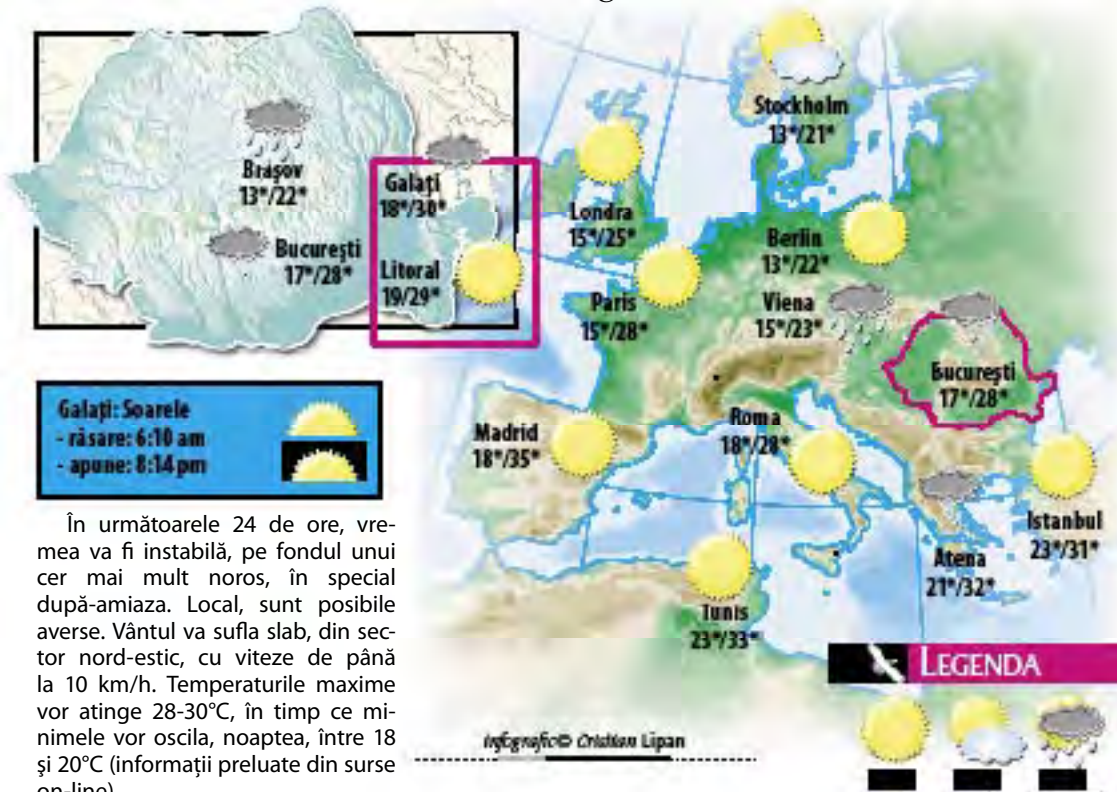 Brașov
13°/22°
Galați
18°/30°
București
17°/28°
Litoral
19/29°
Stockholm
13°/21°
Londra
15°/25°
Berlin
13°/22°
Paris
15°/28°
Viena
15°/23°
București
17°/28°
Madrid
18°/35°
Roma
18°/28°
Istanbul
23°/31°
Atena
21°/32°
Tunis
23°/33°
Galați: Soarele
- răsare: 6:10 am
- apune: 8:14 pm
În următoarele 24 de ore, vre-
mea va fi instabilă, pe fondul unui
cer mai mult noros, în special
după-amiaza. Local, sunt posibile
averse. Vântul va sufla slab, din sec-
tor nord-estic, cu viteze de până
la 10 km/h. Temperaturile maxime
vor atinge 28-30°C, în timp ce mi-
nimele vor oscila, noaptea, între 18
şi 20°C (informații preluate din surse
on-line)
infografic© Cristian Lipan
LEGENDA